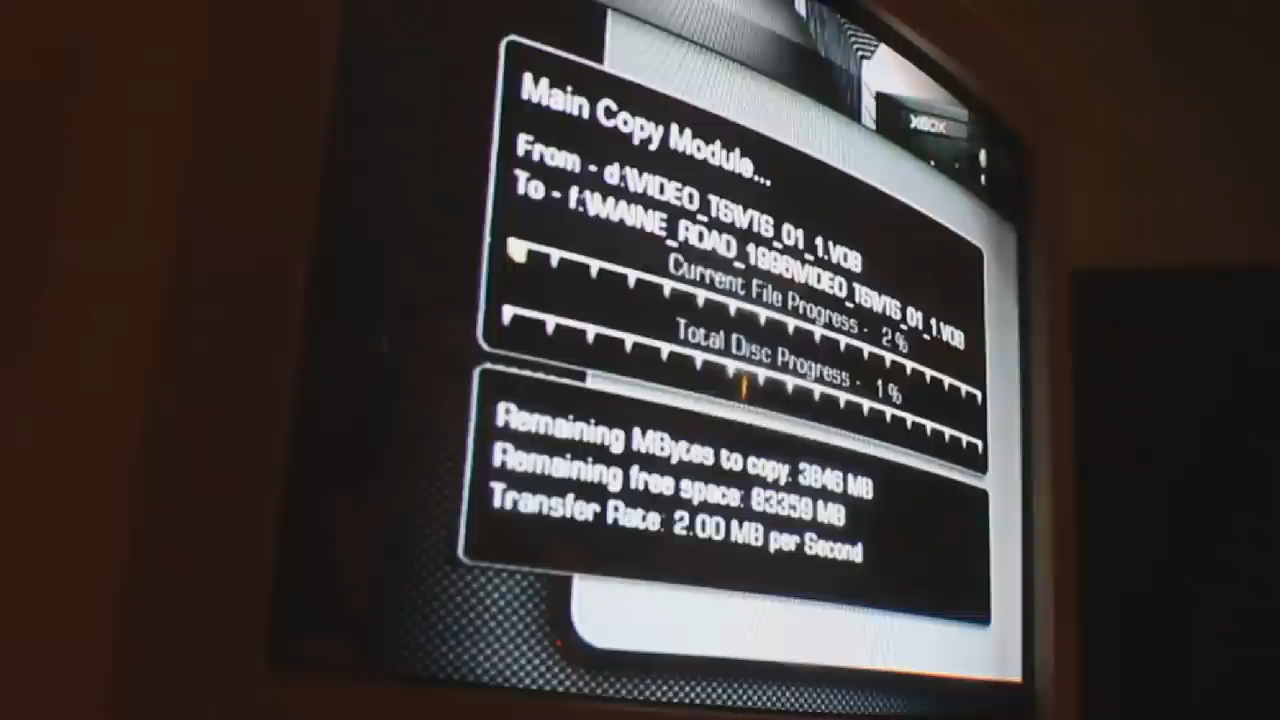 XBOX
Main Copy Module...
From - d:\VIDEO_TS\VTS_01_1.VOB
To - f:\MAINE_ROAD_1998\VIDEO_TS\VTS_01_1.VOB
Current File Progress - 2%
Total Disc Progress - 1%
Remaining MBytes to copy: 3846 MB
Remaining free space: 83359 MB
Transfer Rate: 2.00 MB per Second